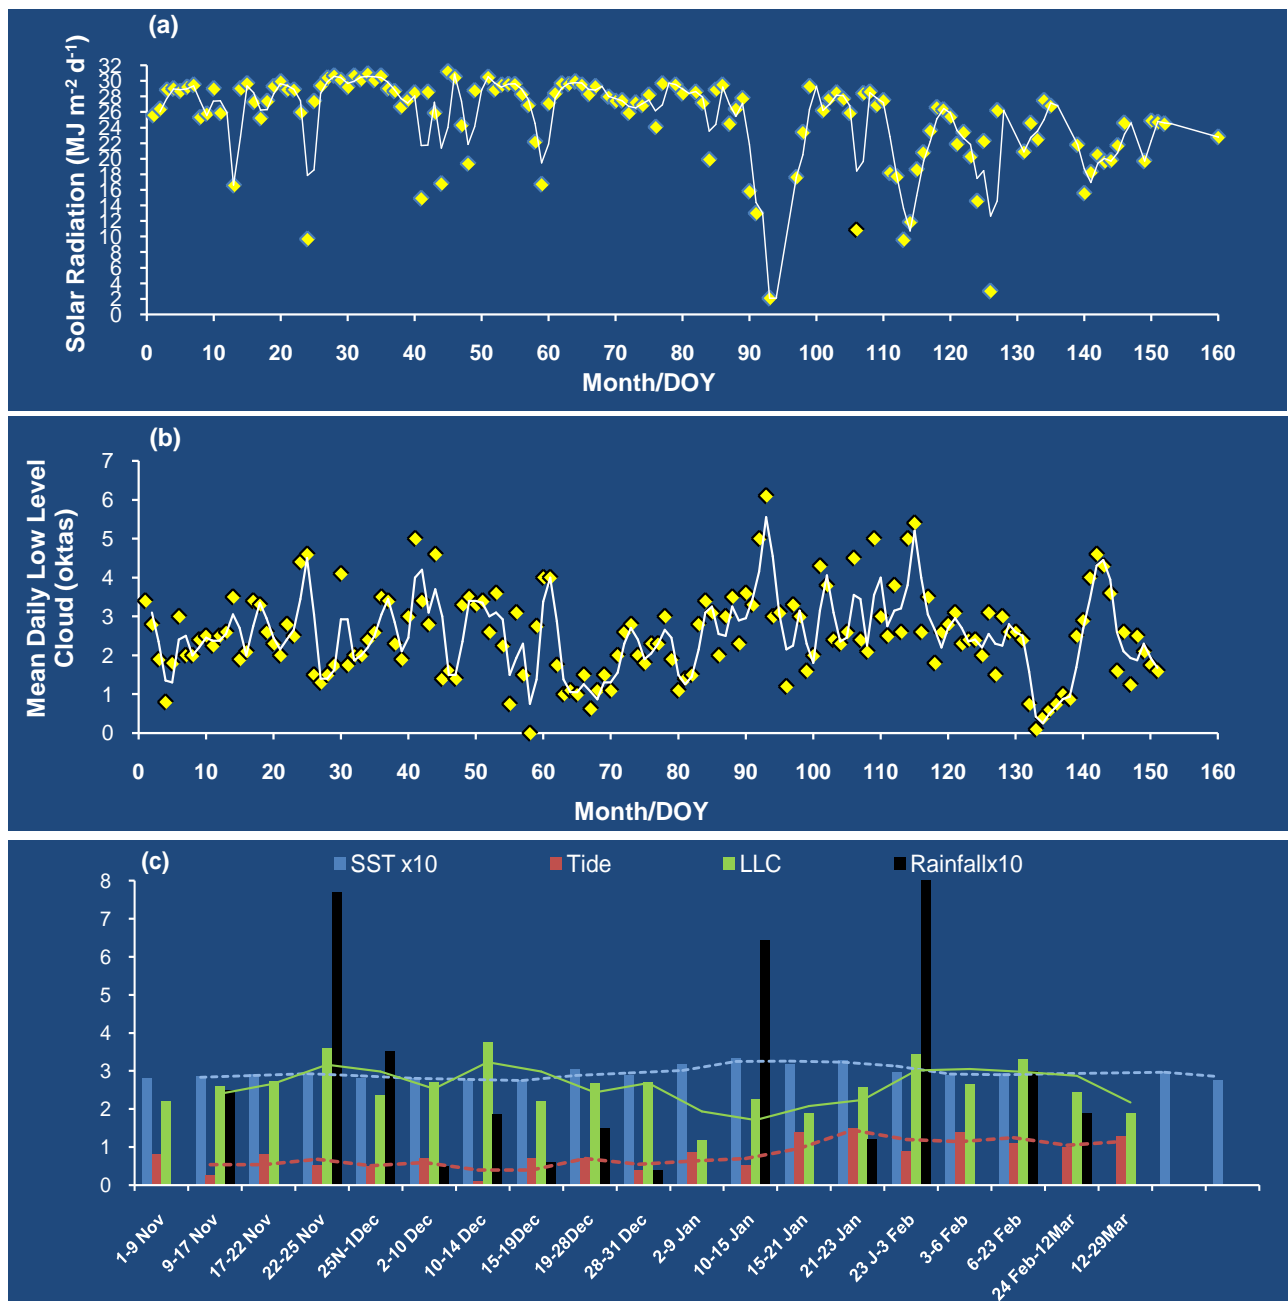 (a)
Solar Radiation (MJ m-2 d-1)
32
30
28
26
24
22
20
18
16
14
12
10
8
6
4
2
0
0 10 20 30 40 50 60 70 80 90 100 110 120 130 140 150 160
Month/DOY
(b)
Mean Daily Low Level
Cloud (oktas)
7
6
5
4
3
2
1
0
0 10 20 30 40 50 60 70 80 90 100 110 120 130 140 150 160
Month/DOY
(c)
SST x10 Tide LLC Rainfallx10
8
7
6
5
4
3
2
1
0
1-9 Nov
9-17 Nov
17-22 Nov
22-25 Nov
25N-1Dec
2-10 Dec
10-14 Dec
15-19Dec
19-28Dec
28-31 Dec
2-9 Jan
10-15 Jan
15-21 Jan
21-23 Jan
23 J-3 Feb
3-6 Feb
6-23 Feb
24 Feb-12Mar
12-29Mar